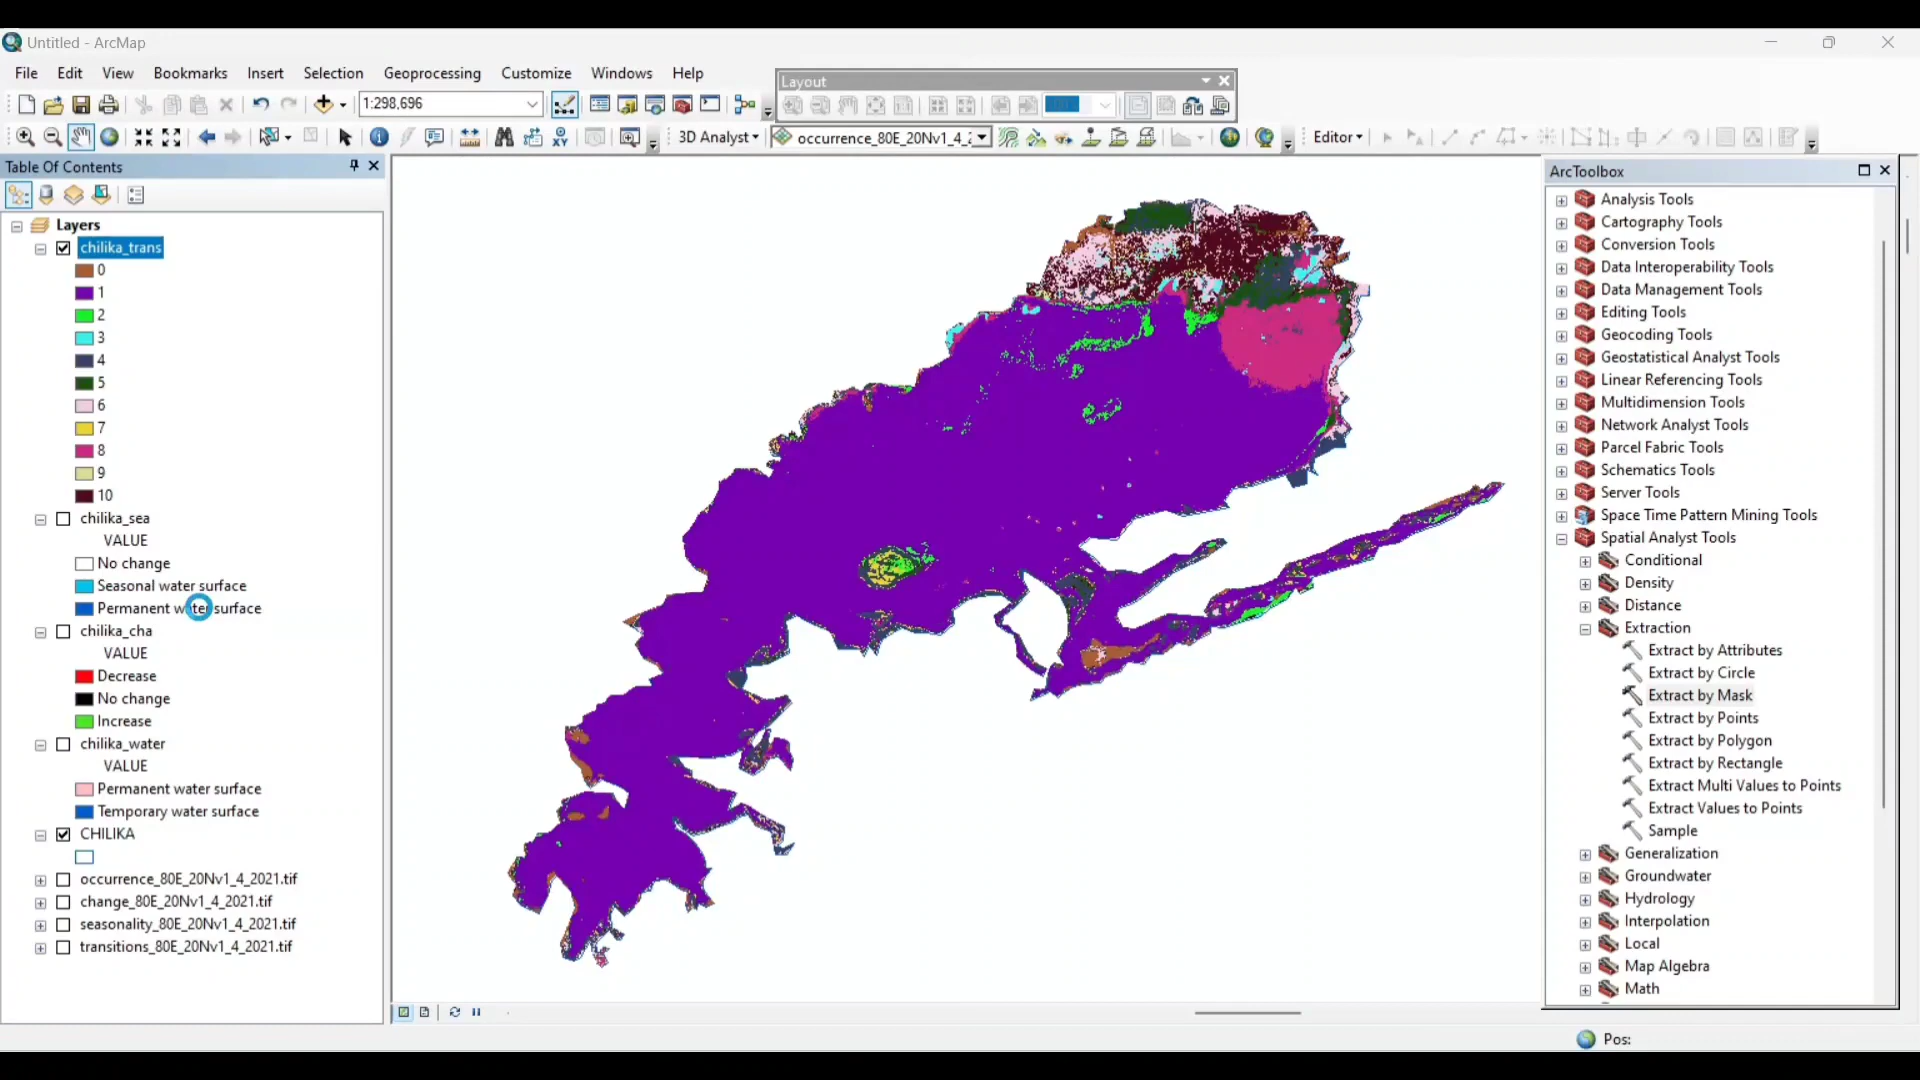 Untitled - ArcMap
File Edit View Bookmarks Insert Selection Geoprocessing Customize Windows Help
Layout
1:298,696
3D Analyst
occurrence_80E_20Nv1_4_2
Editor
Table Of Contents
Layers
chilika_trans
0
1
2
3
4
5
6
7
8
9
10
chilika_sea
VALUE
No change
Seasonal water surface
Permanent water surface
chilika_cha
VALUE
Decrease
No change
Increase
chilika_water
VALUE
Permanent water surface
Temporary water surface
CHILIKA
occurrence_80E_20Nv1_4_2021.tif
change_80E_20Nv1_4_2021.tif
seasonality_80E_20Nv1_4_2021.tif
transitions_80E_20Nv1_4_2021.tif
ArcToolbox
Analysis Tools
Cartography Tools
Conversion Tools
Data Interoperability Tools
Data Management Tools
Editing Tools
Geocoding Tools
Geostatistical Analyst Tools
Linear Referencing Tools
Multidimension Tools
Network Analyst Tools
Parcel Fabric Tools
Schematics Tools
Server Tools
Space Time Pattern Mining Tools
Spatial Analyst Tools
Conditional
Density
Distance
Extraction
Extract by Attributes
Extract by Circle
Extract by Mask
Extract by Points
Extract by Polygon
Extract by Rectangle
Extract Multi Values to Points
Extract Values to Points
Sample
Generalization
Groundwater
Hydrology
Interpolation
Local
Map Algebra
Math
Pos: